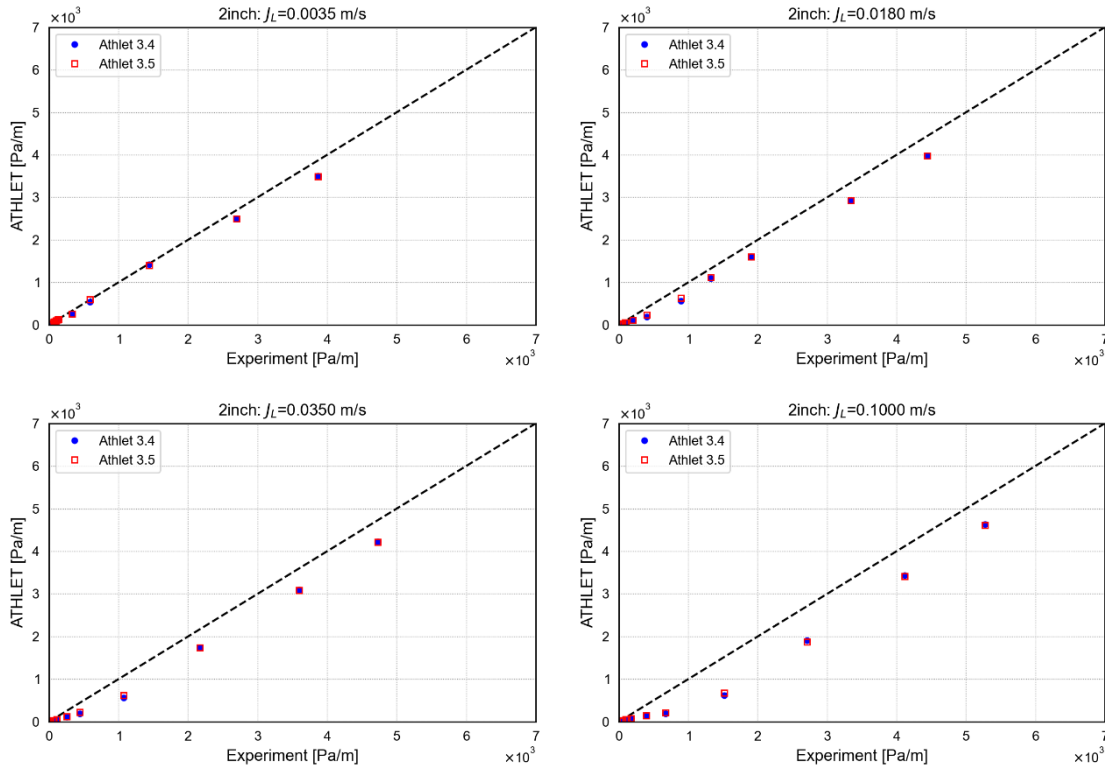 2inch: J_L=0.0035 m/s
×10³
7
6
5
4
3
2
1
0
ATHLET [Pa/m]
Athlet 3.4
Athlet 3.5
0 1 2 3 4 5 6 7
Experiment [Pa/m]
×10³
2inch: J_L=0.0180 m/s
×10³
7
6
5
4
3
2
1
0
ATHLET [Pa/m]
Athlet 3.4
Athlet 3.5
0 1 2 3 4 5 6 7
Experiment [Pa/m]
×10³
2inch: J_L=0.0350 m/s
×10³
7
6
5
4
3
2
1
0
ATHLET [Pa/m]
Athlet 3.4
Athlet 3.5
0 1 2 3 4 5 6 7
Experiment [Pa/m]
×10³
2inch: J_L=0.1000 m/s
×10³
7
6
5
4
3
2
1
0
ATHLET [Pa/m]
Athlet 3.4
Athlet 3.5
0 1 2 3 4 5 6 7
Experiment [Pa/m]
×10³